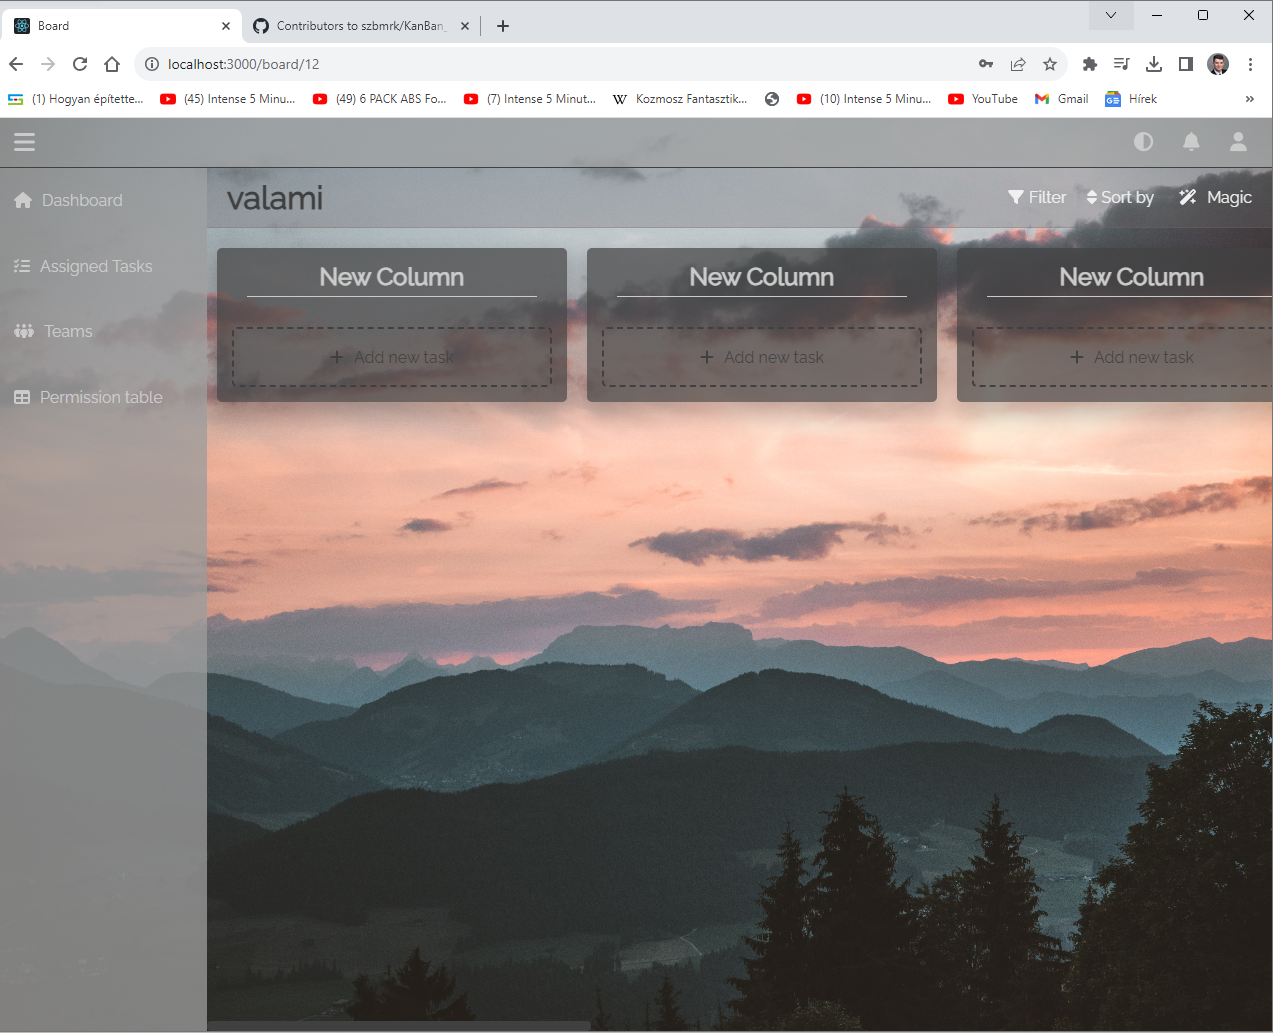 Board
Contributors to szbmrk/KanBan_
localhost:3000/board/12
(1) Hogyan építette...
(45) Intense 5 Minu...
(49) 6 PACK ABS Fo...
(7) Intense 5 Minut...
Kozmosz Fantasztik...
(10) Intense 5 Minu...
YouTube
Gmail
Hírek
valami
Filter
Sort by
Magic
Dashboard
Assigned Tasks
Teams
Permission table
New Column
+ Add new task
New Column
+ Add new task
New Column
+ Add new task